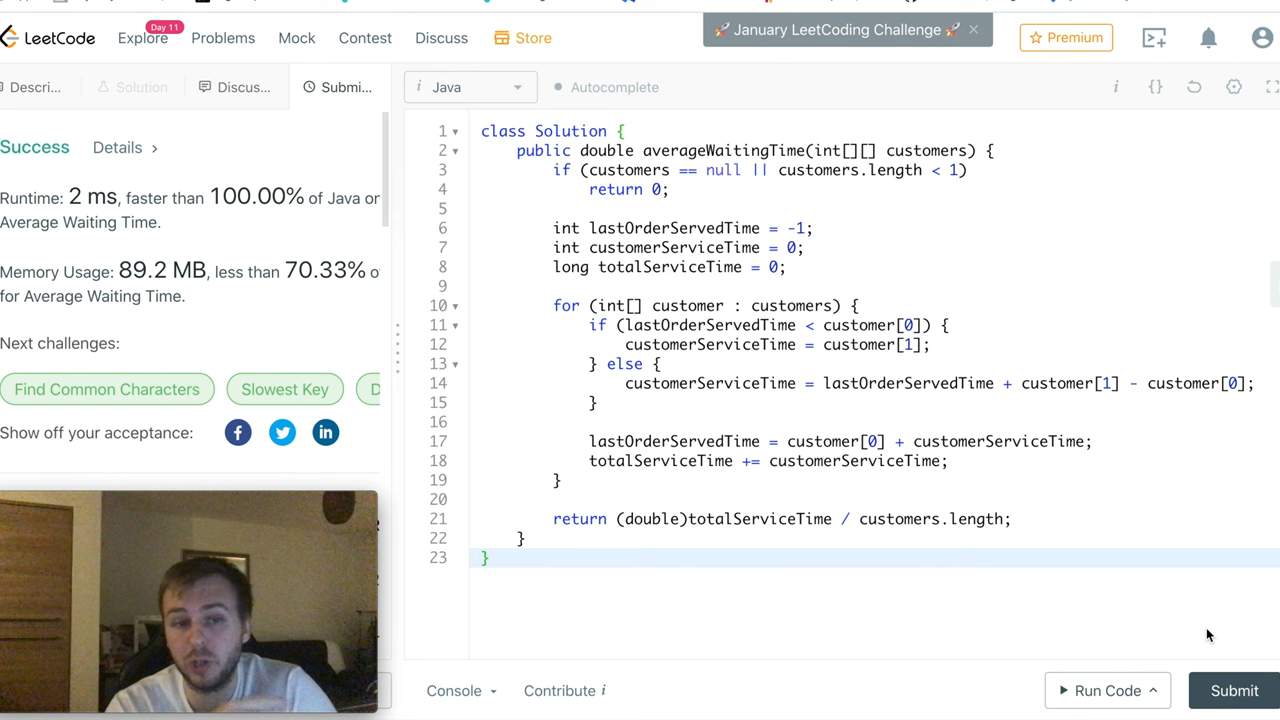 🚀 January LeetCoding Challenge 🚀 ×
LeetCode Explore Day 11 Problems Mock Contest Discuss Store Premium
Descri... Solution Discus... Submi...
i Java Autocomplete
Success Details >
Runtime: 2 ms, faster than 100.00% of Java or
Average Waiting Time.
Memory Usage: 89.2 MB, less than 70.33% o
for Average Waiting Time.
Next challenges:
Find Common Characters Slowest Key D
Show off your acceptance:
1 class Solution {
2 public double averageWaitingTime(int[][] customers) {
3 if (customers == null || customers.length < 1)
4 return 0;
5
6 int lastOrderServedTime = -1;
7 int customerServiceTime = 0;
8 long totalServiceTime = 0;
9
10 for (int[] customer : customers) {
11 if (lastOrderServedTime < customer[0]) {
12 customerServiceTime = customer[1];
13 } else {
14 customerServiceTime = lastOrderServedTime + customer[1] - customer[0];
15 }
16
17 lastOrderServedTime = customer[0] + customerServiceTime;
18 totalServiceTime += customerServiceTime;
19 }
20
21 return (double)totalServiceTime / customers.length;
22 }
23 }
Console Contribute i Run Code Submit